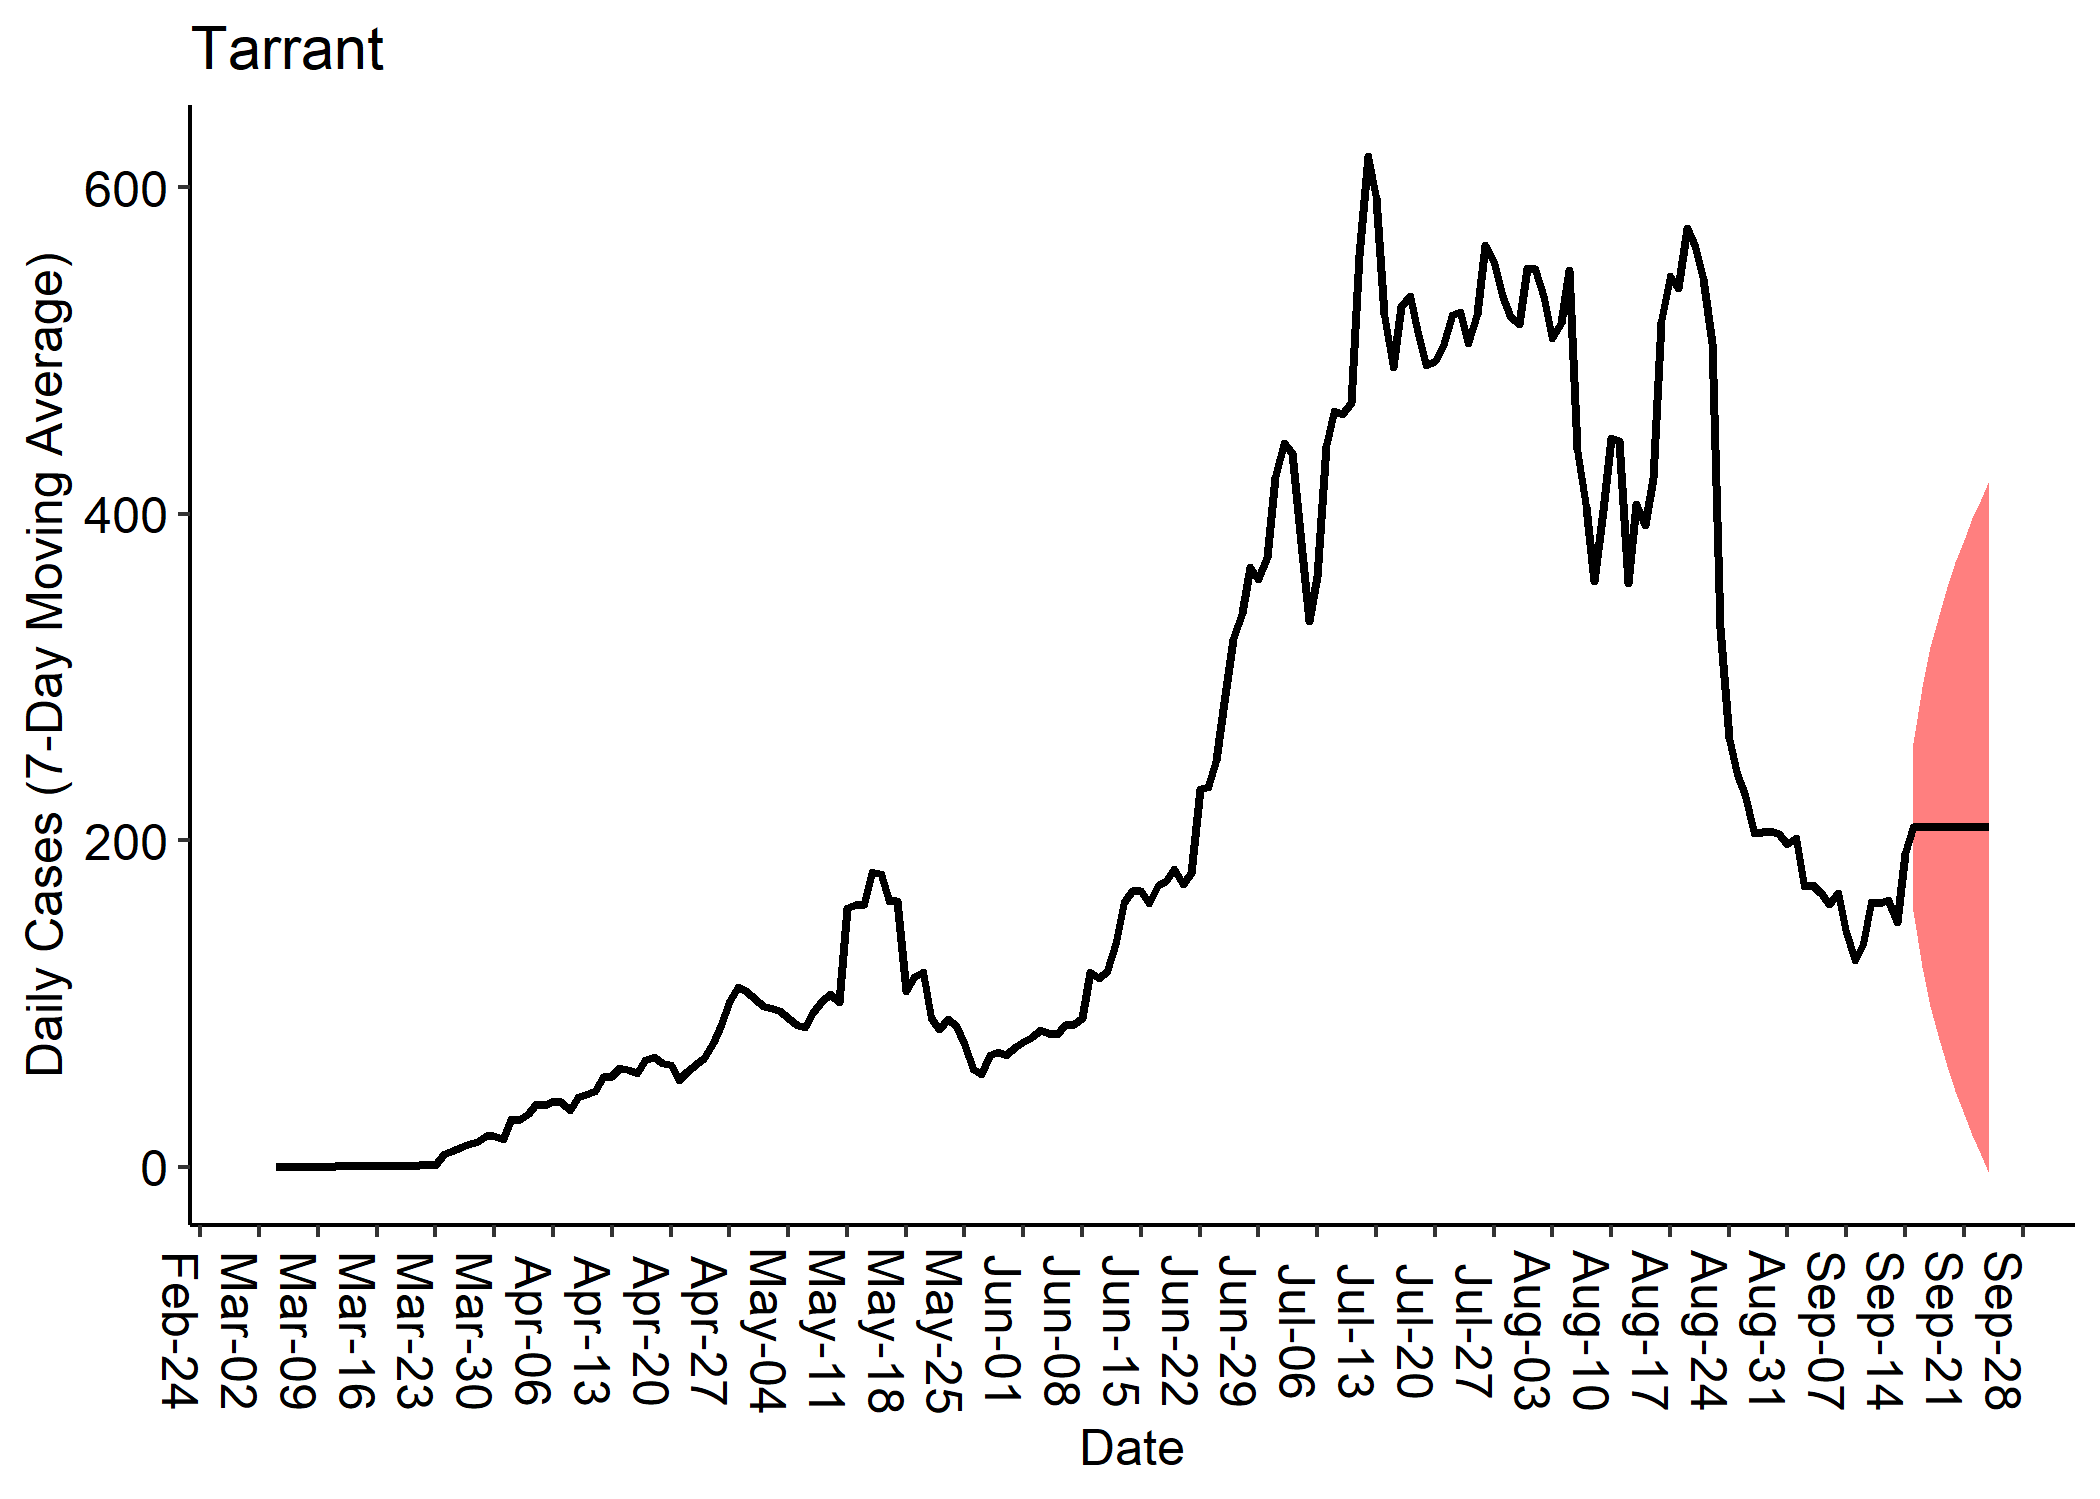 Tarrant
Daily Cases (7-Day Moving Average)
600
400
200
0
Feb-24
Mar-02
Mar-09
Mar-16
Mar-23
Mar-30
Apr-06
Apr-13
Apr-20
Apr-27
May-04
May-11
May-18
May-25
Jun-01
Jun-08
Jun-15
Jun-22
Jun-29
Jul-06
Jul-13
Jul-20
Jul-27
Aug-03
Aug-10
Aug-17
Aug-24
Aug-31
Sep-07
Sep-14
Sep-21
Sep-28
Date